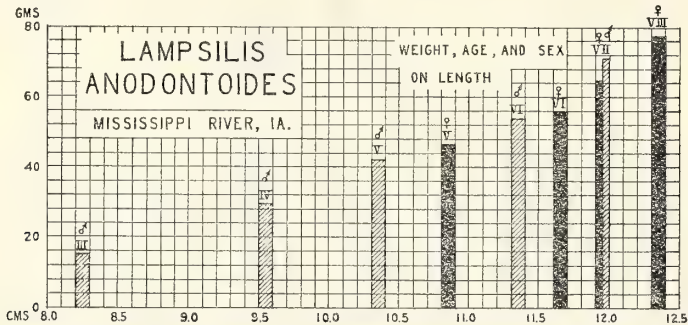 GMS
80
60
40
20
0
CMS
LAMPSILIS
ANODONTOIDES
MISSISSIPPI RIVER, IA.
WEIGHT, AGE, AND SEX
ON LENGTH
♂
III
♂
IV
♂
V
♀
V
♂
VI
♀
VI
♀ ♂
VII
♀
VIII
8.0 8.5 9.0 9.5 10.0 10.5 11.0 11.5 12.0 12.5